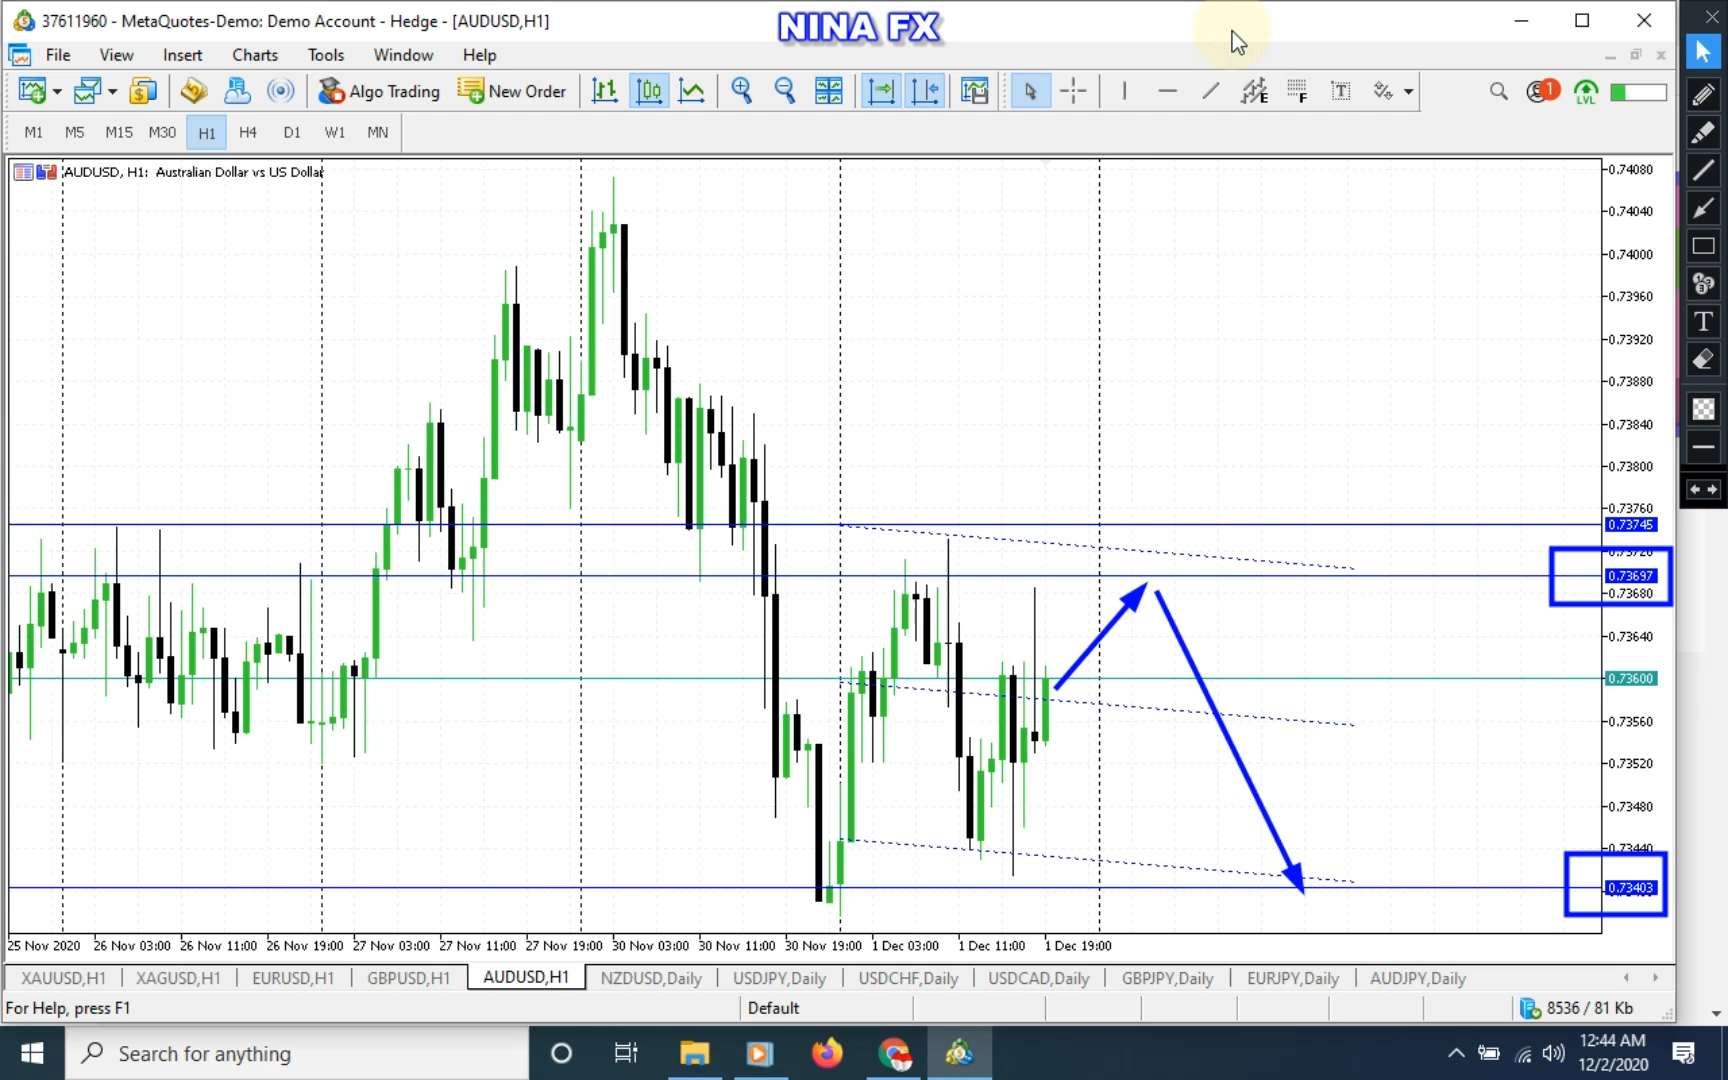 37611960 - MetaQuotes-Demo: Demo Account - Hedge - [AUDUSD,H1]
NINA FX
File View Insert Charts Tools Window Help
Algo Trading New Order
E F T 1 LVL
M1 M5 M15 M30 H1 H4 D1 W1 MN
AUDUSD, H1: Australian Dollar vs US Dollar
T
0.74080
0.74040
0.74000
0.73960
0.73920
0.73880
0.73840
0.73800
0.73760
0.73745
0.73720
0.73697
0.73680
0.73640
0.73600
0.73560
0.73520
0.73480
0.73440
0.73403
25 Nov 2020 26 Nov 03:00 26 Nov 11:00 26 Nov 19:00 27 Nov 03:00 27 Nov 11:00 27 Nov 19:00 30 Nov 03:00 30 Nov 11:00 30 Nov 19:00 1 Dec 03:00 1 Dec 11:00 1 Dec 19:00
XAUUSD,H1 XAGUSD,H1 EURUSD,H1 GBPUSD,H1 AUDUSD,H1 NZDUSD,Daily USDJPY,Daily USDCHF,Daily USDCAD,Daily GBPJPY,Daily EURJPY,Daily AUDJPY,Daily
For Help, press F1 Default 8536 / 81 Kb
Search for anything
12:44 AM
12/2/2020